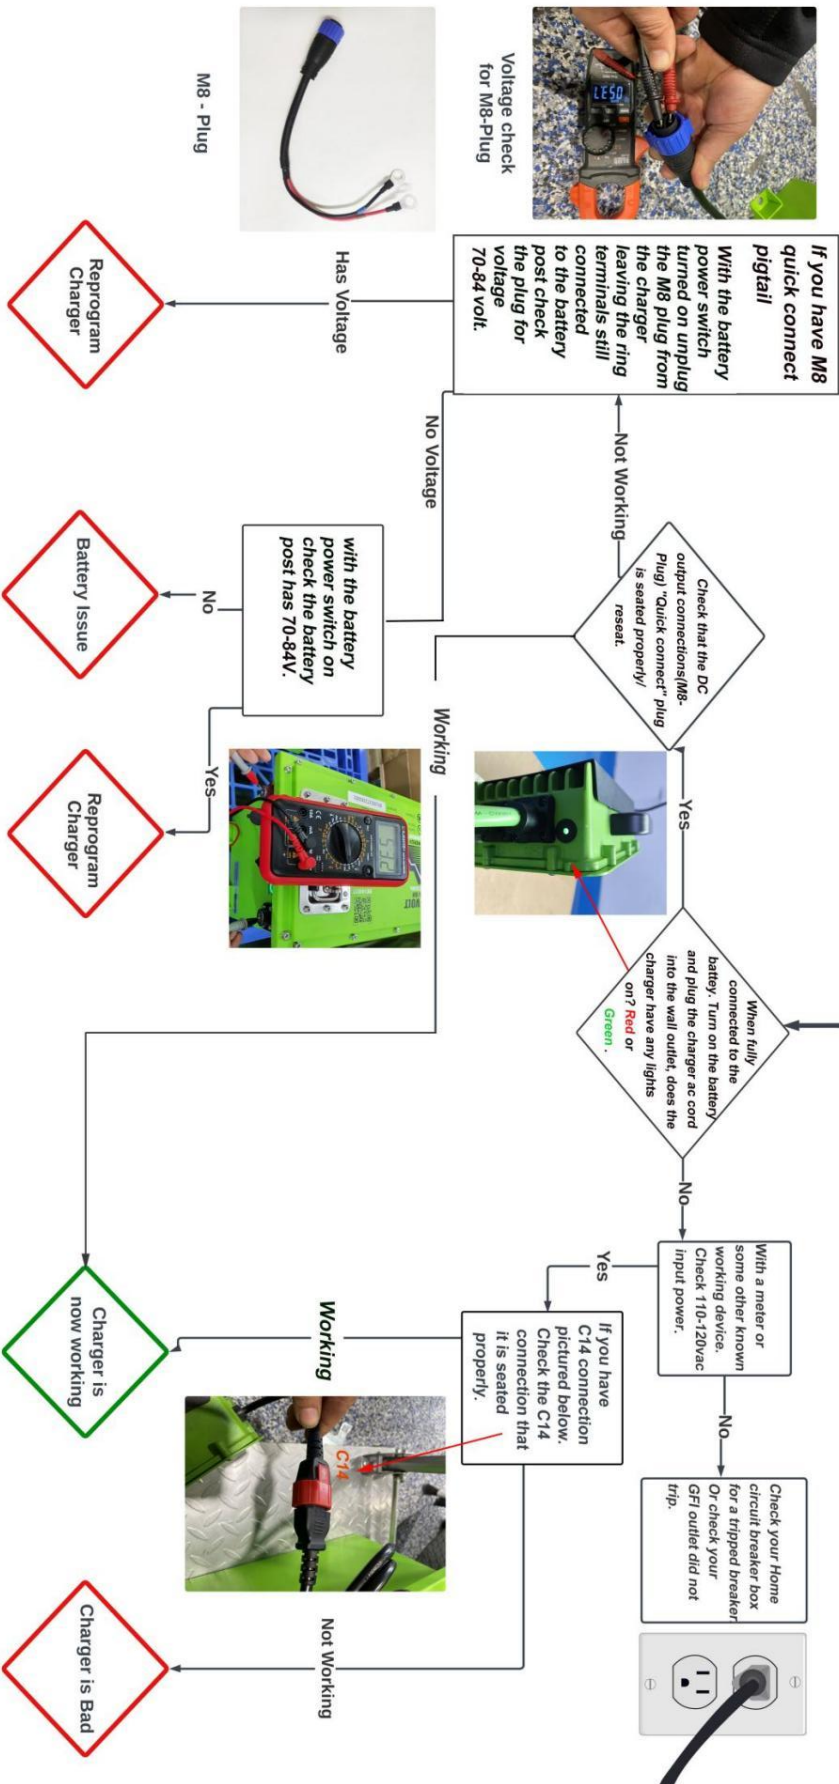 When fully
connected to the
battey. Turn on the battery
and plug the charger ac cord
into the wall outlet, does the
charger have any lights
on? Red or
Green .
Yes
No
Check that the DC
output connections(M8-
Plug) "Quick connect" plug
is seated properly/
reseat.
Not Working
Working
If you have M8
quick connect
pigtail
With the battery
power switch
turned on unplug
the M8 plug from
the charger
leaving the ring
terminals still
connected
to the battery
post check
the plug for
voltage
70-84 volt.
Voltage check
for M8-Plug
M8 - Plug
Has Voltage
No Voltage
Reprogram
Charger
with the battery
power switch on
check the battery
post has 70-84V.
No
Yes
Battery Issue
Reprogram
Charger
VOLT
With a meter or
some other known
working device.
Check 110-120vac
input power.
No
Check your Home
circuit breaker box
for a tripped breaker
Or check your
GFI outlet did not
trip.
Yes
If you have
C14 connection
pictured below.
Check the C14
connection that
it is seated
properly.
C14
Working
Not Working
Charger is
now working
Charger is Bad